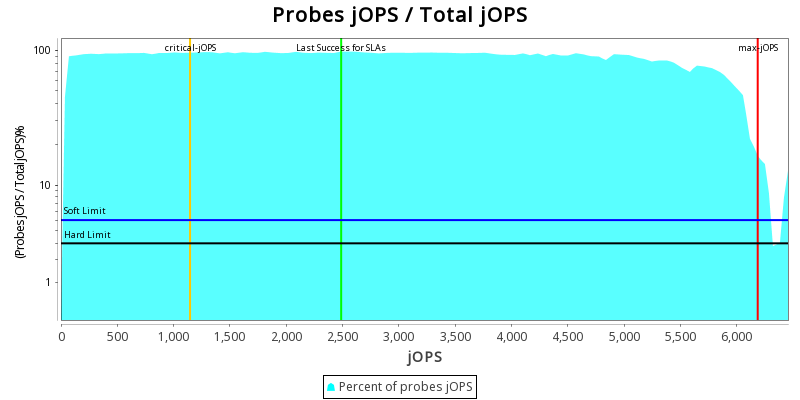 Probes jOPS / Total jOPS
critical-jOPS
Last Success for SLAs
max-jOPS
(Probes jOPS / Total jOPS)%
100
10
1
Soft Limit
Hard Limit
0
500
1,000
1,500
2,000
2,500
3,000
3,500
4,000
4,500
5,000
5,500
6,000
jOPS
Percent of probes jOPS